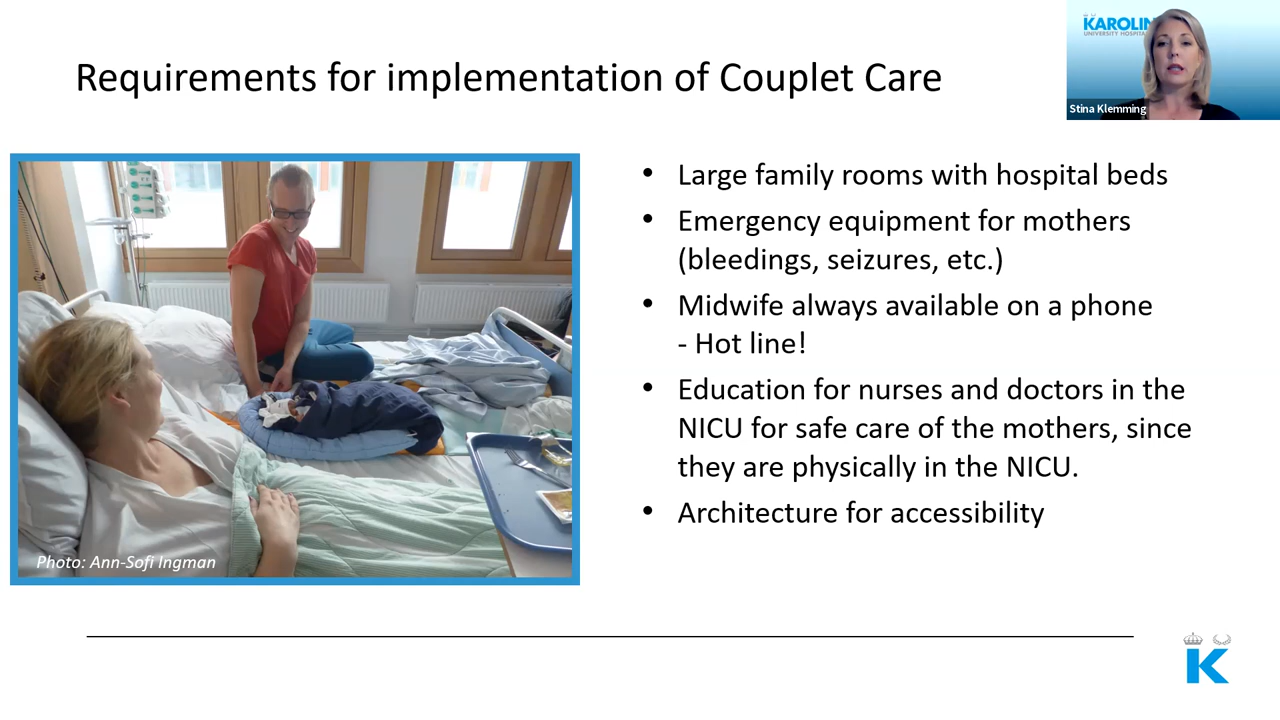 Requirements for implementation of Couplet Care
KAROLIN
UNIVERSITY HOSPITA
Stina Klemming
• Large family rooms with hospital beds
• Emergency equipment for mothers
(bleedings, seizures, etc.)
• Midwife always available on a phone
- Hot line!
• Education for nurses and doctors in the
NICU for safe care of the mothers, since
they are physically in the NICU.
• Architecture for accessibility
Photo: Ann-Sofi Ingman
K